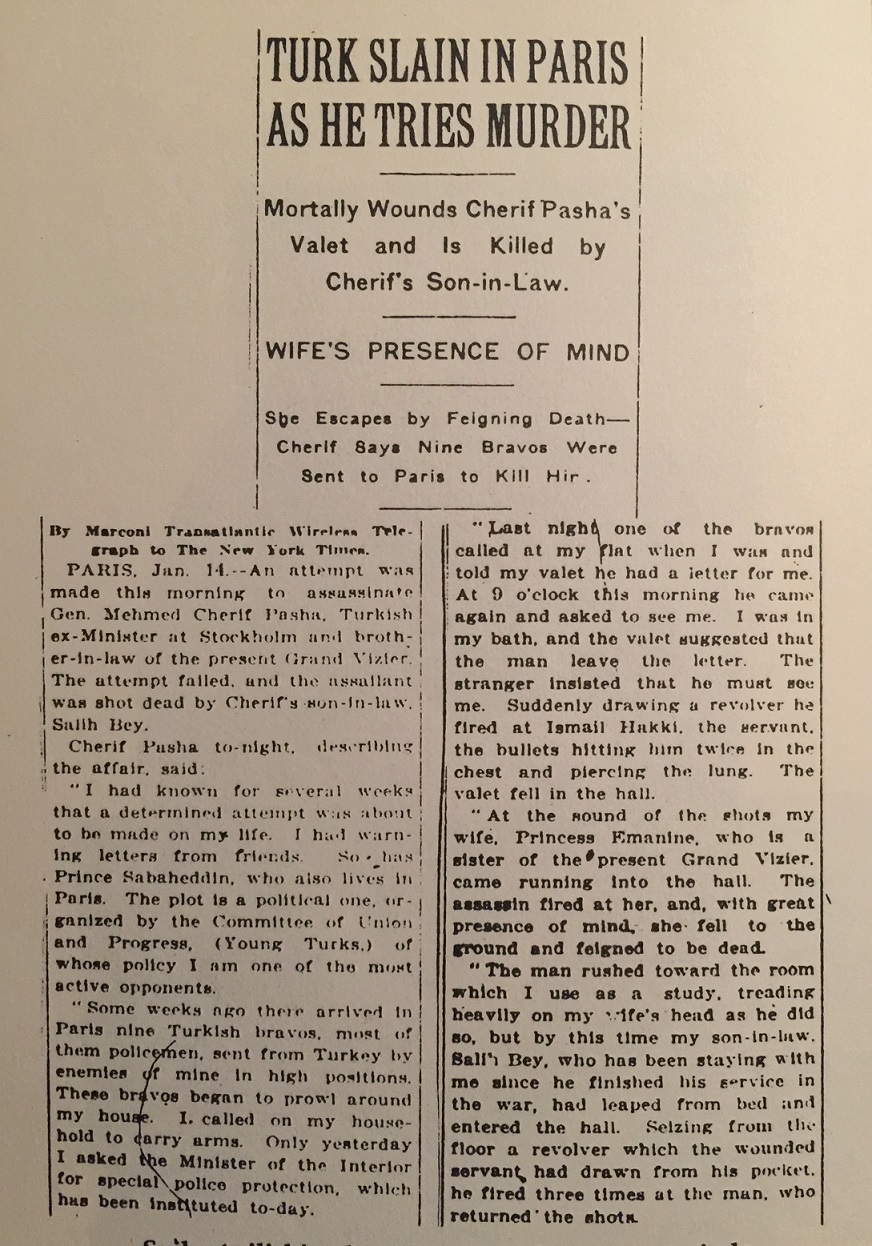 TURK SLAIN IN PARIS
AS HE TRIES MURDER
Mortally Wounds Cherif Pasha's
Valet and Is Killed by
Cherif's Son-in-Law.
WIFE'S PRESENCE OF MIND
She Escapes by Feigning Death—
Cherif Says Nine Bravos Were
Sent to Paris to Kill Hir.
By Marconi Transatlantic Wireless Tele-
graph to The New York Times.
PARIS, Jan. 14.--An attempt was
made this morning to assassinate
Gen. Mehmed Cherif Pasha, Turkish
ex-Minister at Stockholm and broth-
er-in-law of the present Grand Vizier.
The attempt failed, and the assailant
was shot dead by Cherif's son-in-law,
Salih Bey.
Cherif Pasha to-night, describing
the affair, said:
"I had known for several weeks
that a determined attempt was about
to be made on my life. I had warn-
ing letters from friends. So has
Prince Sabaheddin, who also lives in
Paris. The plot is a political one, or-
ganized by the Committee of Union
and Progress, (Young Turks,) of
whose policy I am one of the most
active opponents.
"Some weeks ago there arrived in
Paris nine Turkish bravos, most of
them policemen, sent from Turkey by
enemies of mine in high positions.
These bravos began to prowl around
my house. I called on my house-
hold to carry arms. Only yesterday
I asked the Minister of the Interior
for special police protection, which
has been instituted to-day.
"Last night one of the bravos
called at my flat when I was and
told my valet he had a letter for me.
At 9 o'clock this morning he came
again and asked to see me. I was in
my bath, and the valet suggested that
the man leave the letter. The
stranger insisted that he must see
me. Suddenly drawing a revolver he
fired at Ismail Hakki, the servant,
the bullets hitting him twice in the
chest and piercing the lung. The
valet fell in the hall.
"At the sound of the shots my
wife, Princess Emanine, who is a
sister of the present Grand Vizier,
came running into the hall. The
assassin fired at her, and, with great
presence of mind, she fell to the
ground and feigned to be dead.
"The man rushed toward the room
which I use as a study, treading
heavily on my wife's head as he did
so, but by this time my son-in-law,
Salih Bey, who has been staying with
me since he finished his service in
the war, had leaped from bed and
entered the hall. Seizing from the
floor a revolver which the wounded
servant had drawn from his pocket,
he fired three times at the man, who
returned the shots.